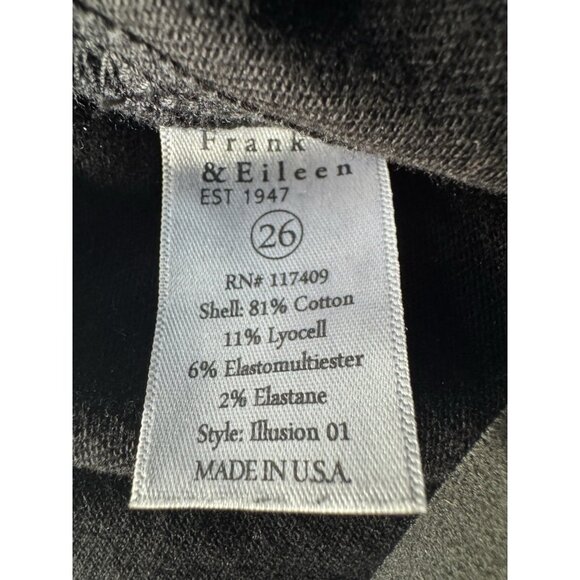 Frank
& Eileen
EST 1947
26
RN# 117409
Shell: 81% Cotton
11% Lyocell
6% Elastomultiester
2% Elastane
Style: Illusion 01
MADE IN U.S.A.